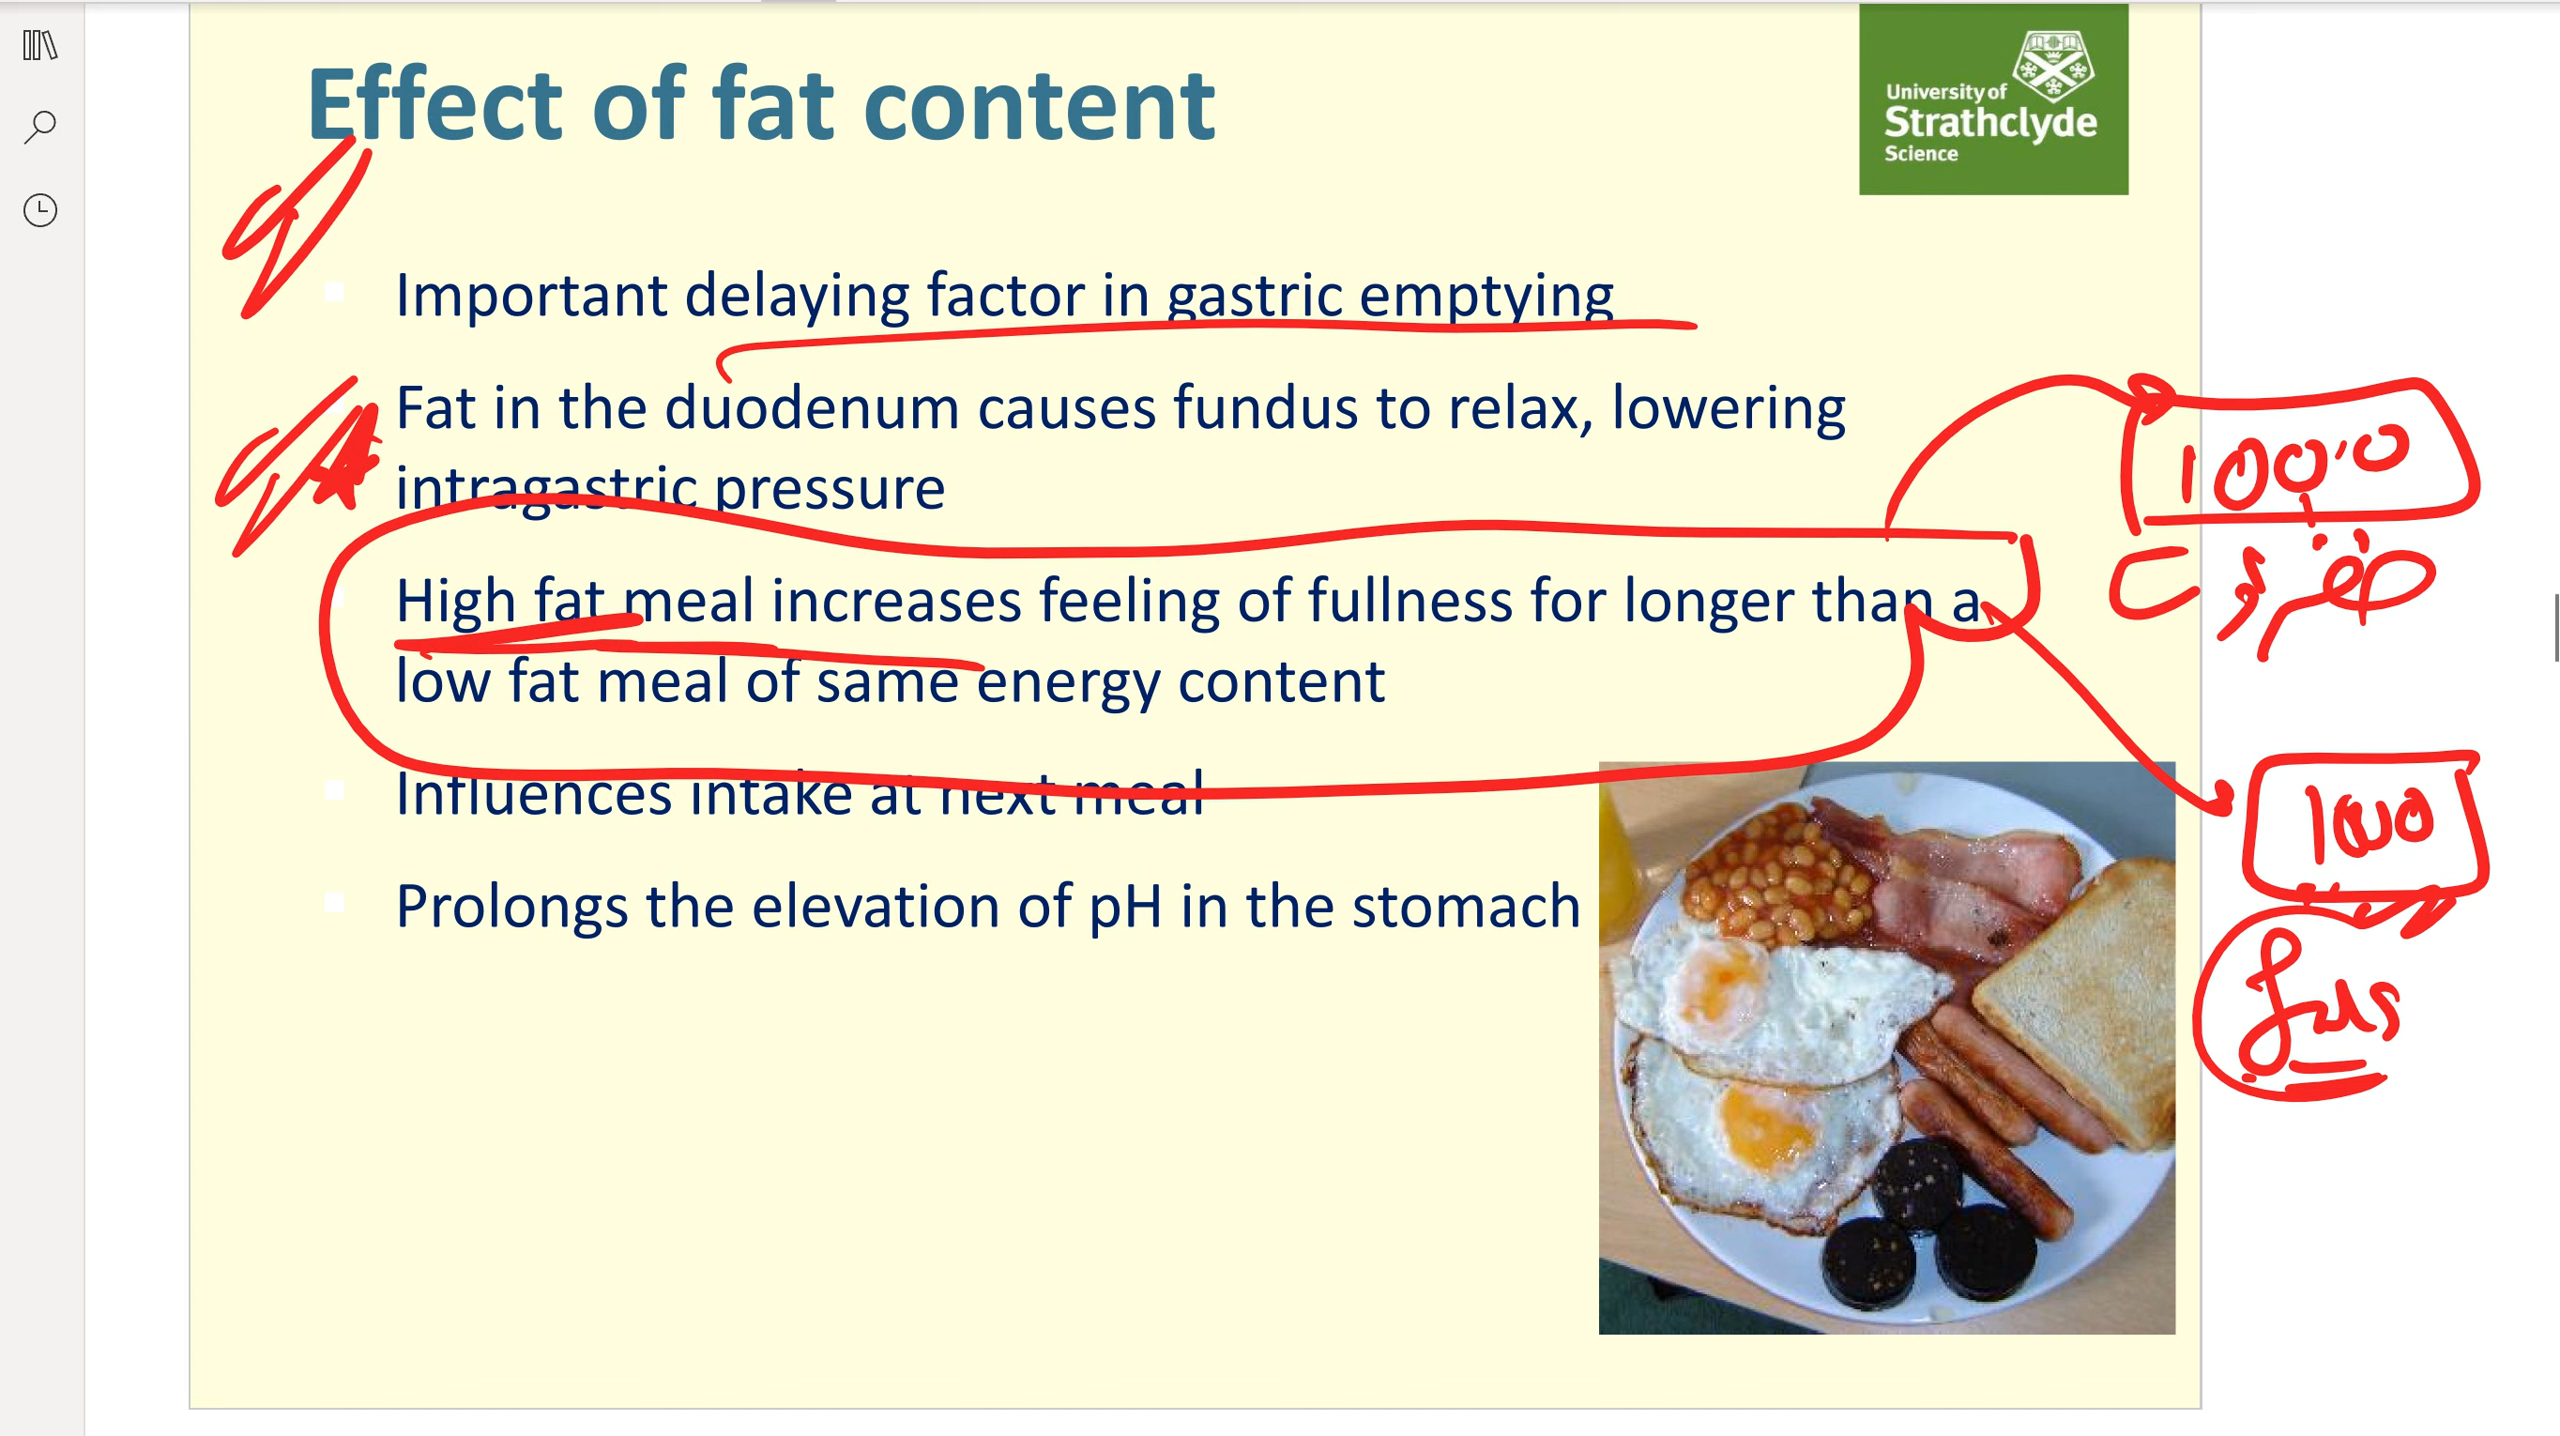 Effect of fat content
University of
Strathclyde
Science
Important delaying factor in gastric emptying
Fat in the duodenum causes fundus to relax, lowering
intragastric pressure
High fat meal increases feeling of fullness for longer than a
low fat meal of same energy content
Influences intake at next meal
Prolongs the elevation of pH in the stomach
1000
1000